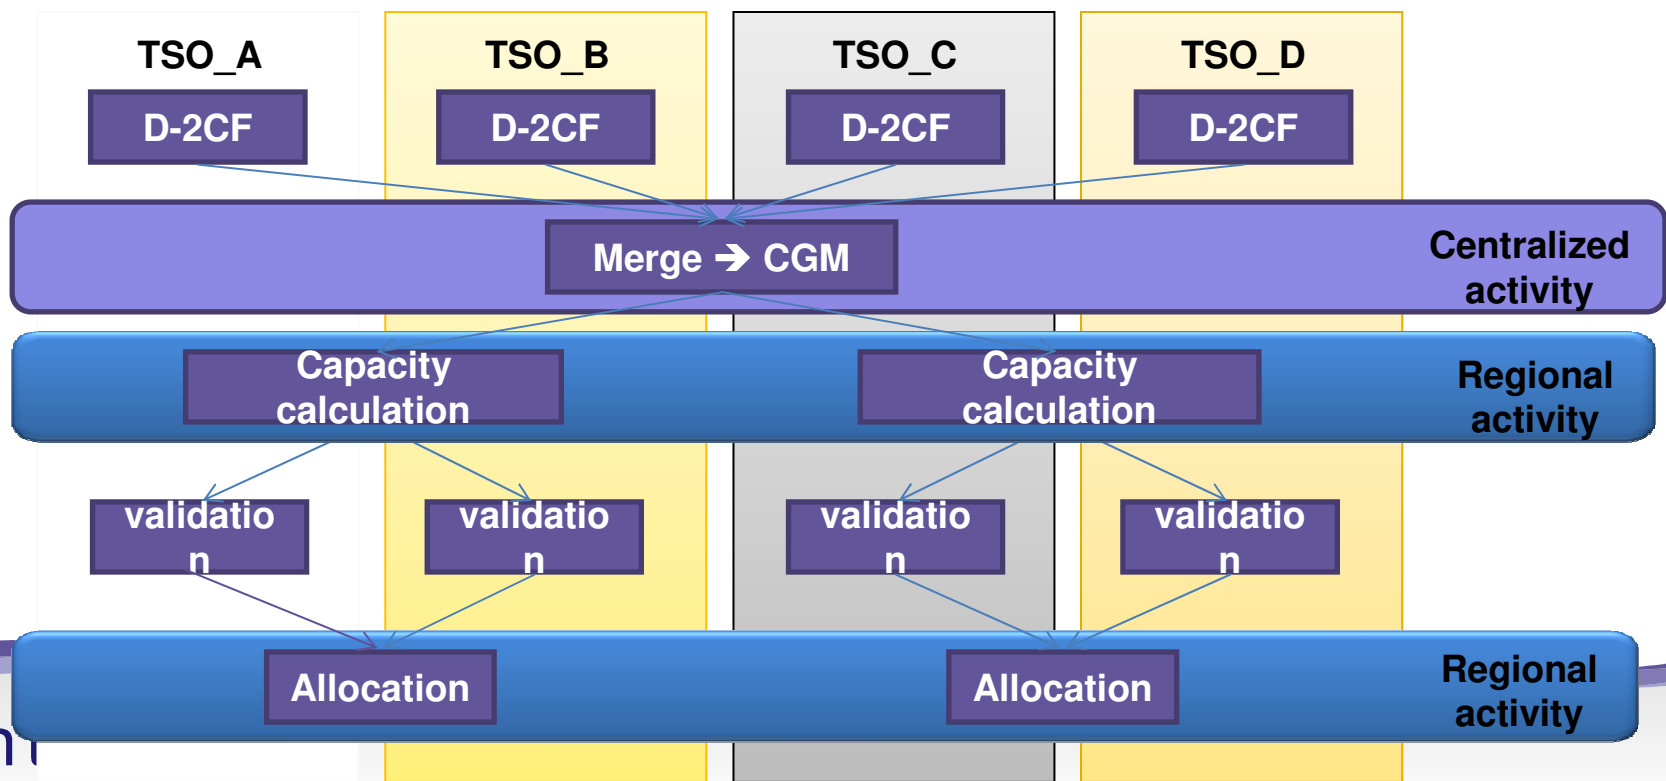 TSO_A
TSO_B
TSO_C
TSO_D
D-2CF
D-2CF
D-2CF
D-2CF
Merge ➔ CGM
Centralized
activity
Capacity
calculation
Capacity
calculation
Regional
activity
validatio
n
validatio
n
validatio
n
validatio
n
Allocation
Allocation
Regional
activity